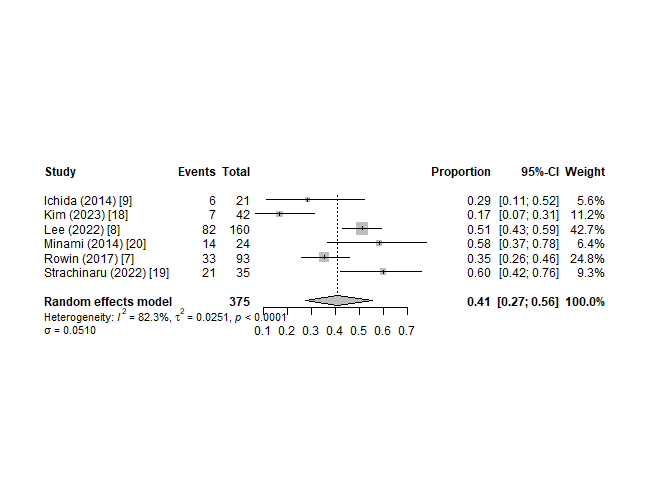 Study Events Total Proportion 95%-CI Weight
Ichida (2014) [9] 6 21 0.29 [0.11; 0.52] 5.6%
Kim (2023) [18] 7 42 0.17 [0.07; 0.31] 11.2%
Lee (2022) [8] 82 160 0.51 [0.43; 0.59] 42.7%
Minami (2014) [20] 14 24 0.58 [0.37; 0.78] 6.4%
Rowin (2017) [7] 33 93 0.35 [0.26; 0.46] 24.8%
Strachinaru (2022) [19] 21 35 0.60 [0.42; 0.76] 9.3%
Random effects model 375 0.41 [0.27; 0.56] 100.0%
Heterogeneity: I² = 82.3%, τ² = 0.0251, p < 0.0001
σ = 0.0510 0.1 0.2 0.3 0.4 0.5 0.6 0.7